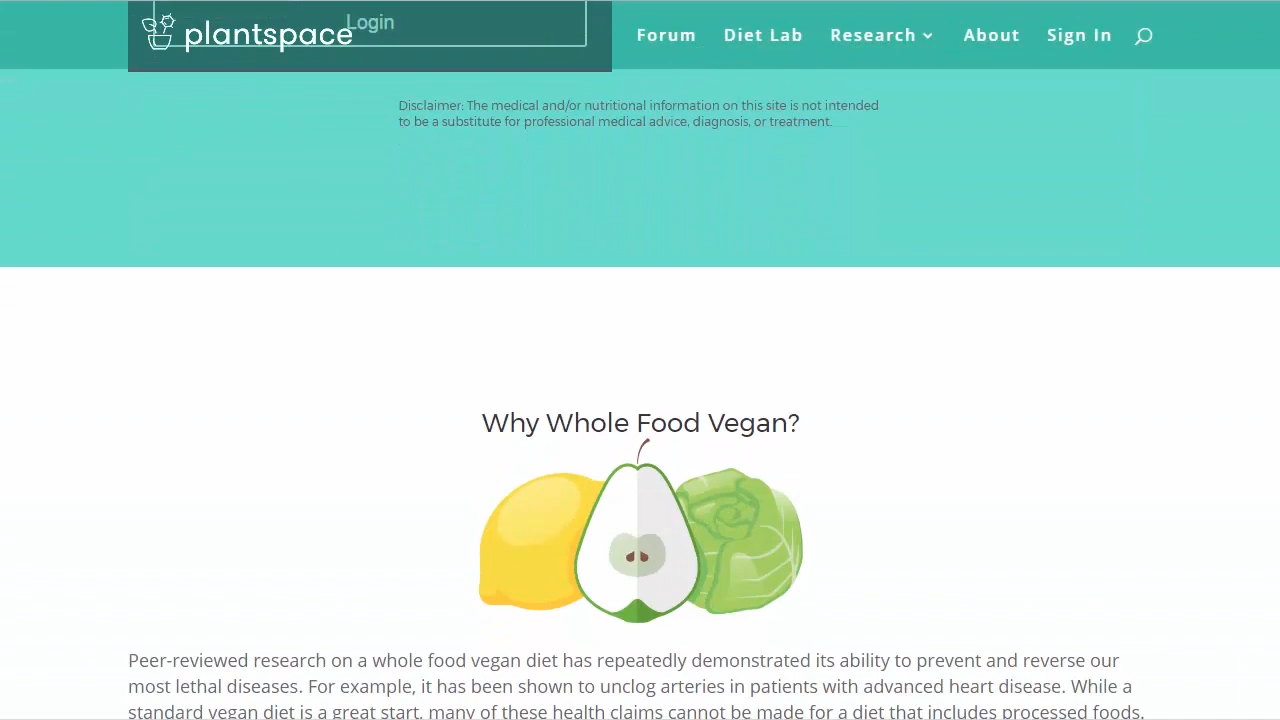 Login
plantspace
Forum Diet Lab Research About Sign In
Disclaimer: The medical and/or nutritional information on this site is not intended
to be a substitute for professional medical advice, diagnosis, or treatment.
Why Whole Food Vegan?
Peer-reviewed research on a whole food vegan diet has repeatedly demonstrated its ability to prevent and reverse our
most lethal diseases. For example, it has been shown to unclog arteries in patients with advanced heart disease. While a
standard vegan diet is a great start, many of these health claims cannot be made for a diet that includes processed foods.